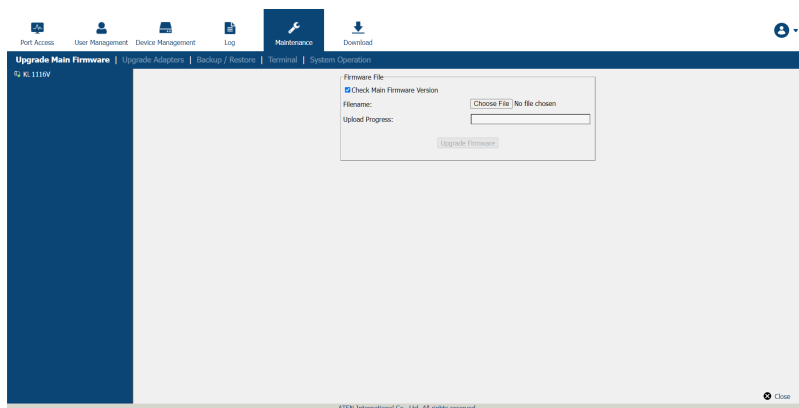 Port Access User Management Device Management Log Maintenance Download
Upgrade Main Firmware | Upgrade Adapters | Backup / Restore | Terminal | System Operation
KL 1116V
Firmware File
Check Main Firmware Version
Filename: Choose File No file chosen
Upload Progress:
Upgrade Firmware
Close
ATEN International Co., Ltd. All rights reserved.